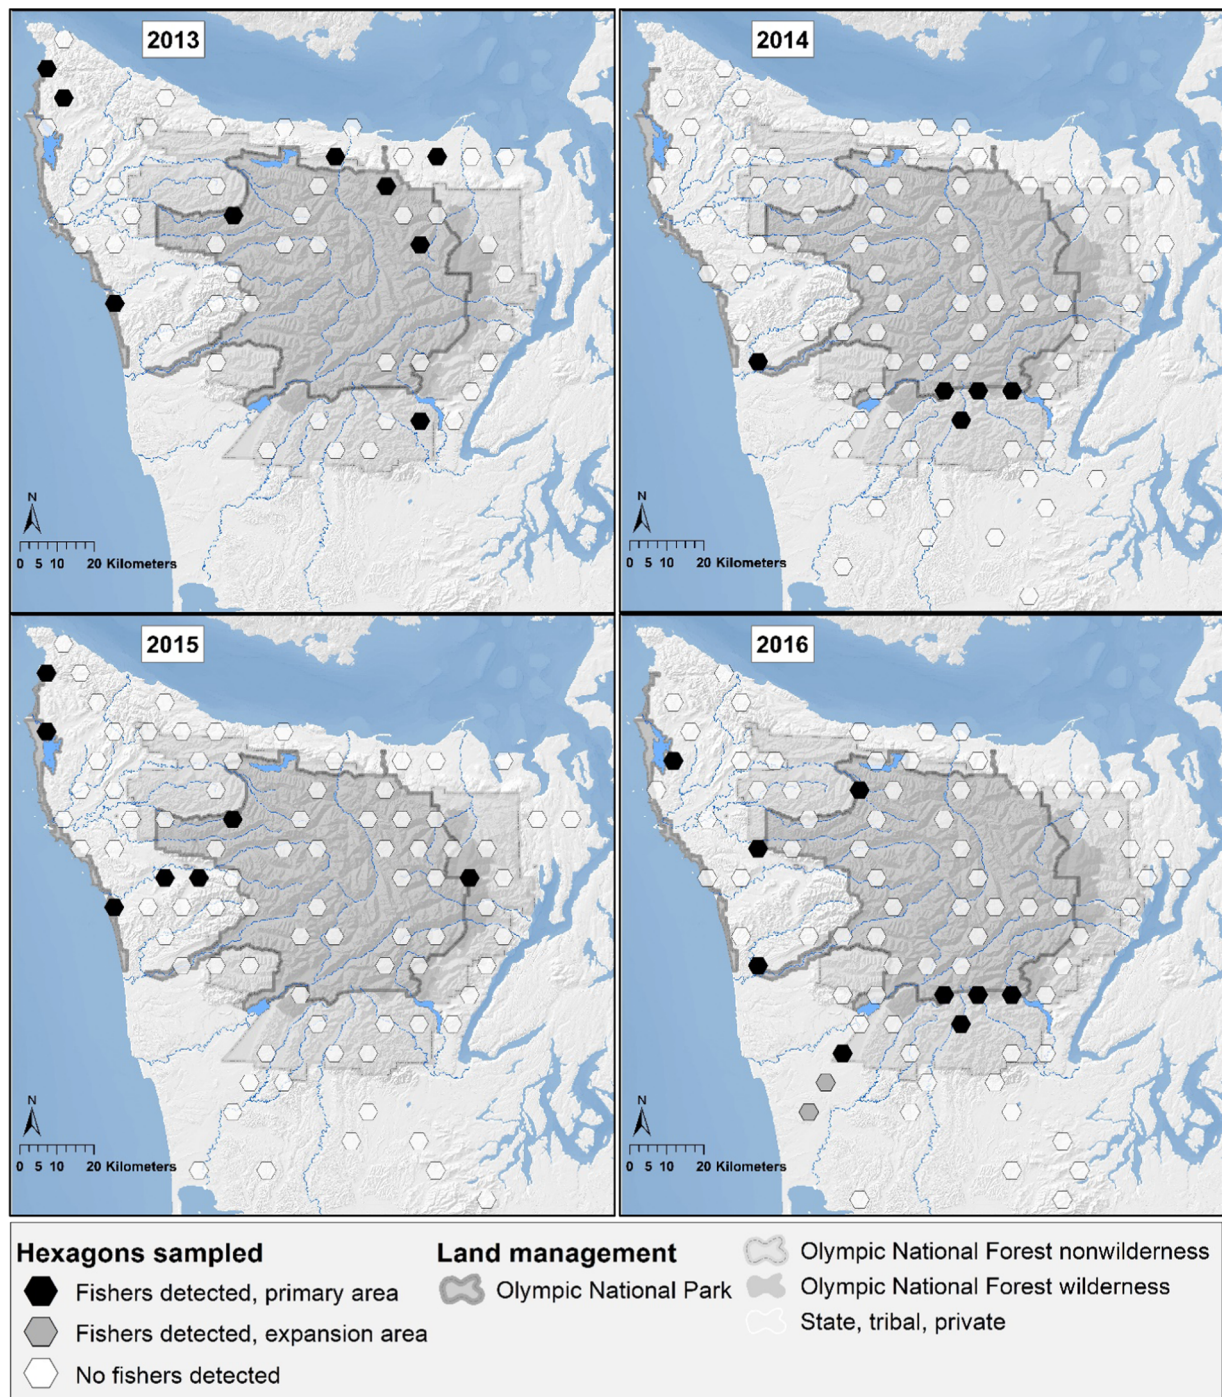 2013
2014
N
0 5 10 20 Kilometers
N
0 5 10 20 Kilometers
2015
2016
N
0 5 10 20 Kilometers
N
0 5 10 20 Kilometers
Hexagons sampled
Fishers detected, primary area
Fishers detected, expansion area
No fishers detected
Land management
Olympic National Park
Olympic National Forest nonwilderness
Olympic National Forest wilderness
State, tribal, private